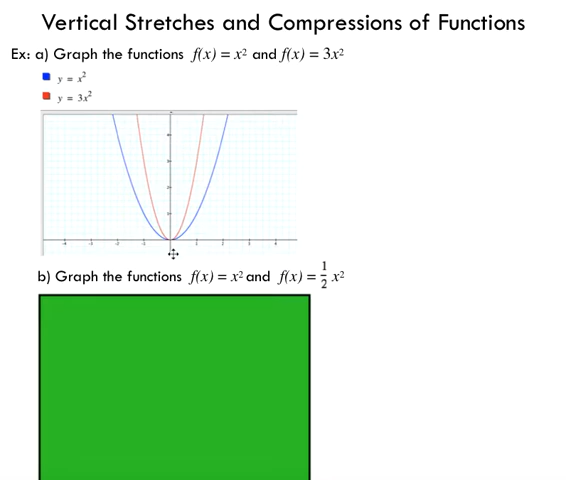 Vertical Stretches and Compressions of Functions
Ex: a) Graph the functions f(x) = x² and f(x) = 3x²
y = x²
y = 3x²
b) Graph the functions f(x) = x² and f(x) = 1/2 x²